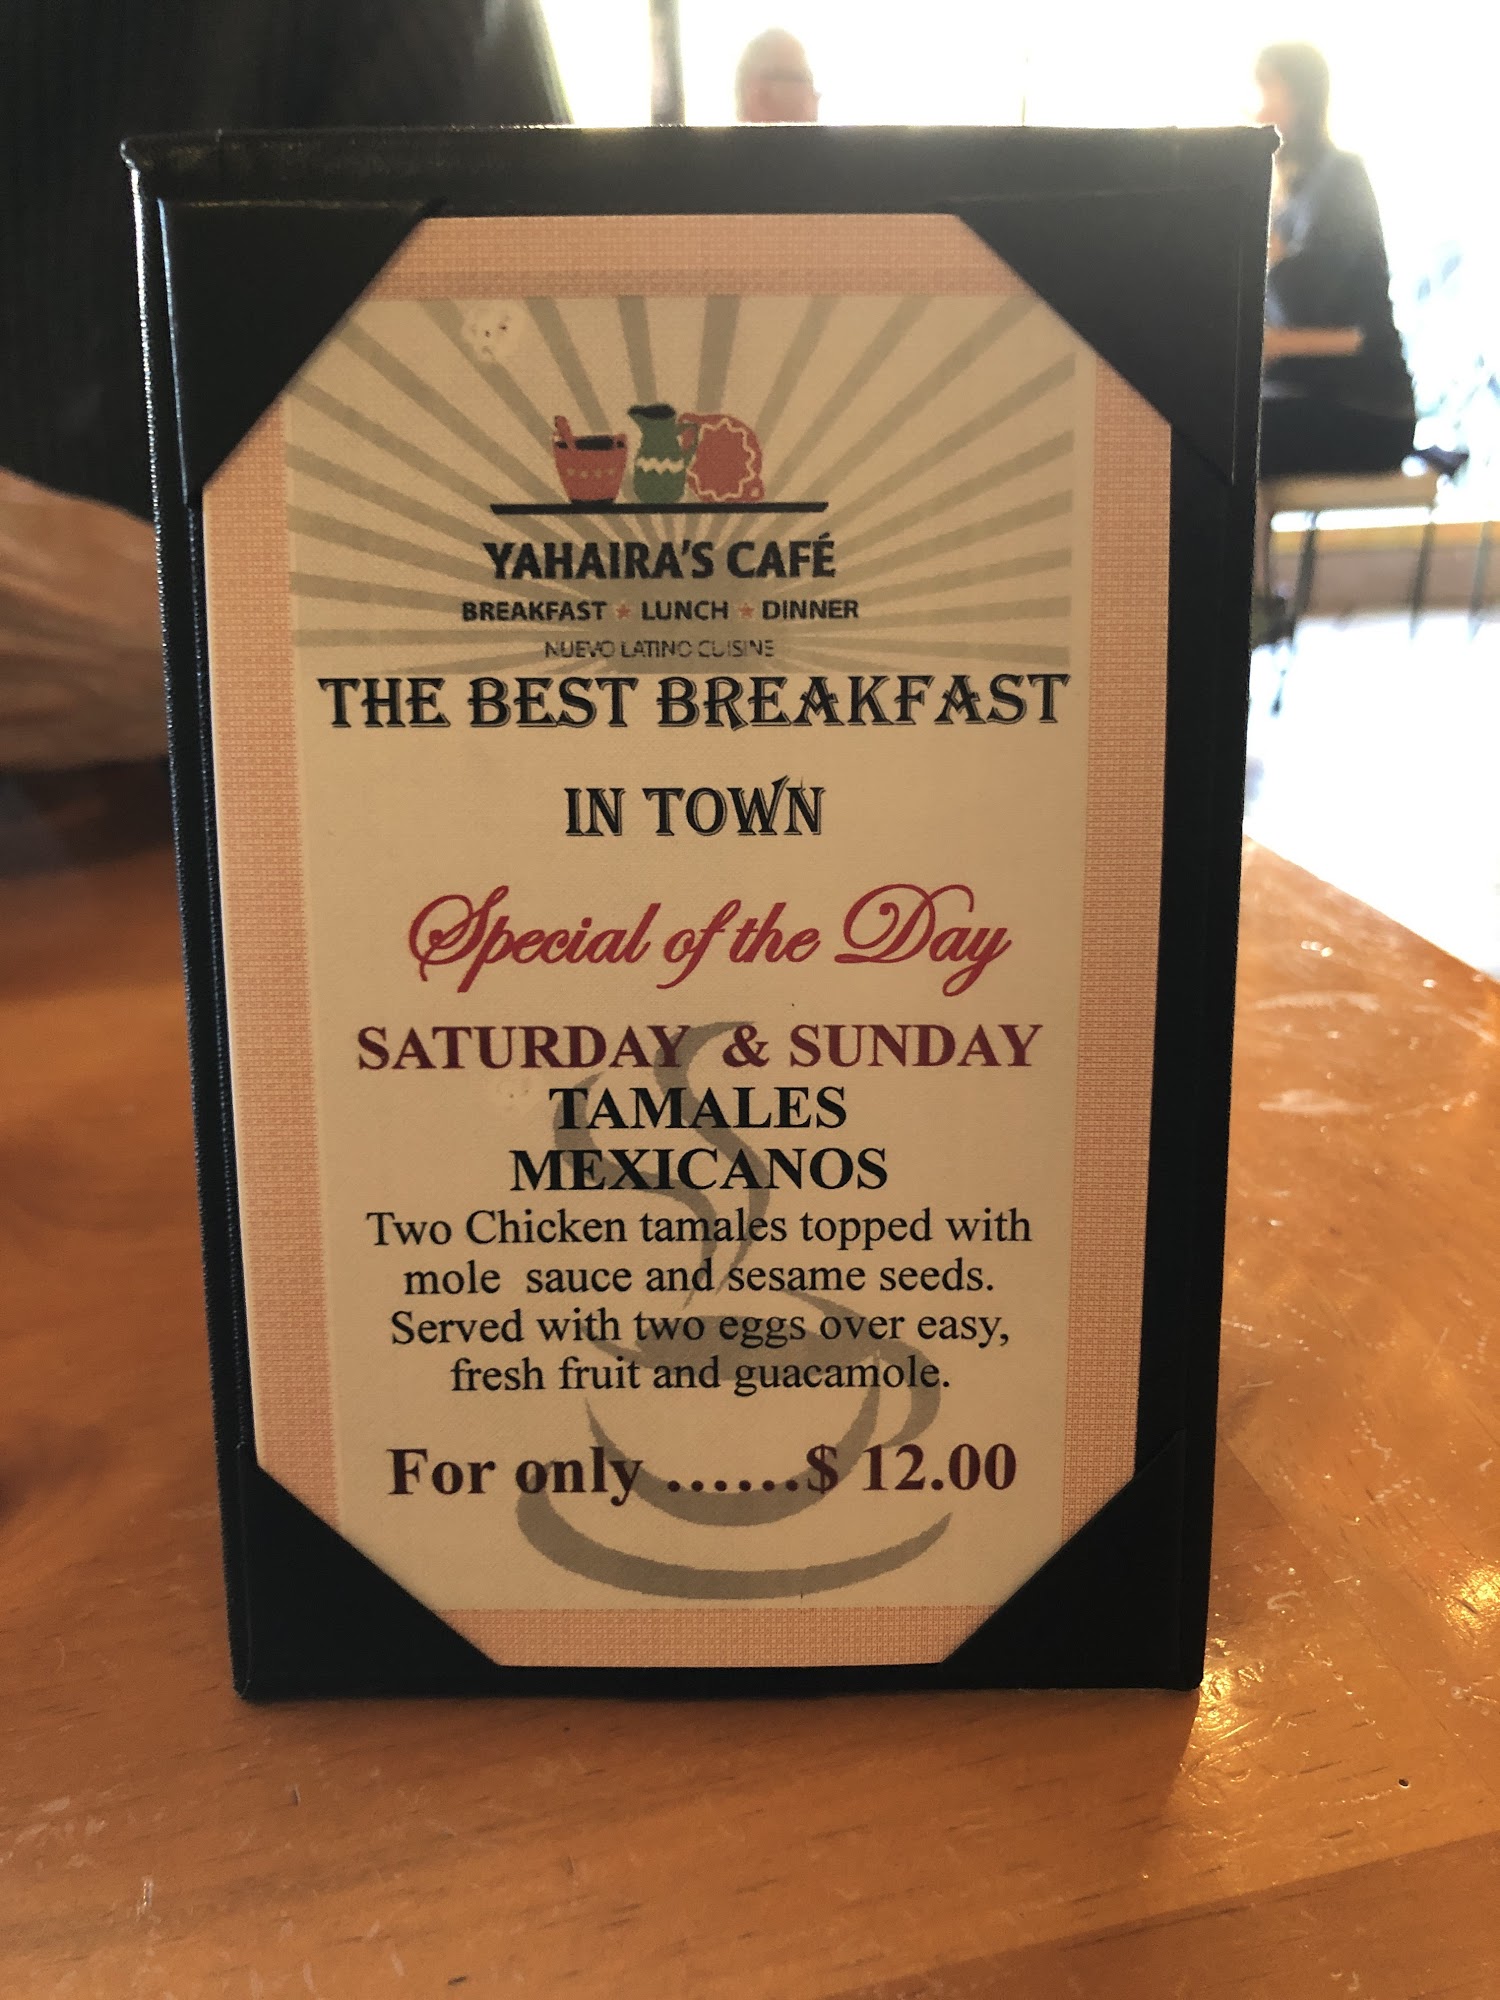 YAHAIRA'S CAFÉ
BREAKFAST ★ LUNCH ★ DINNER
NUEVO LATINO CUISINE
THE BEST BREAKFAST
IN TOWN
Special of the Day
SATURDAY & SUNDAY
TAMALES
MEXICANOS
Two Chicken tamales topped with
mole sauce and sesame seeds.
Served with two eggs over easy,
fresh fruit and guacamole.
For only ......$ 12.00